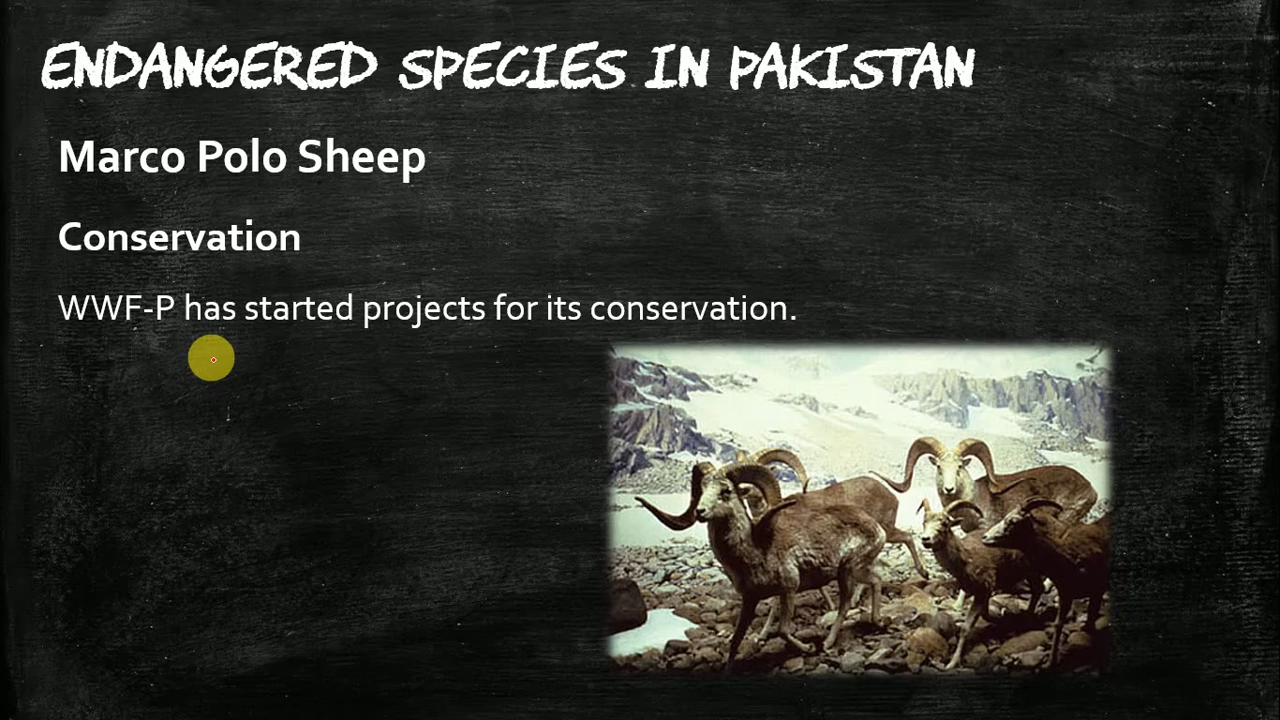 ENDANGERED SPECIES IN PAKISTAN
Marco Polo Sheep
Conservation
WWF-P has started projects for its conservation.